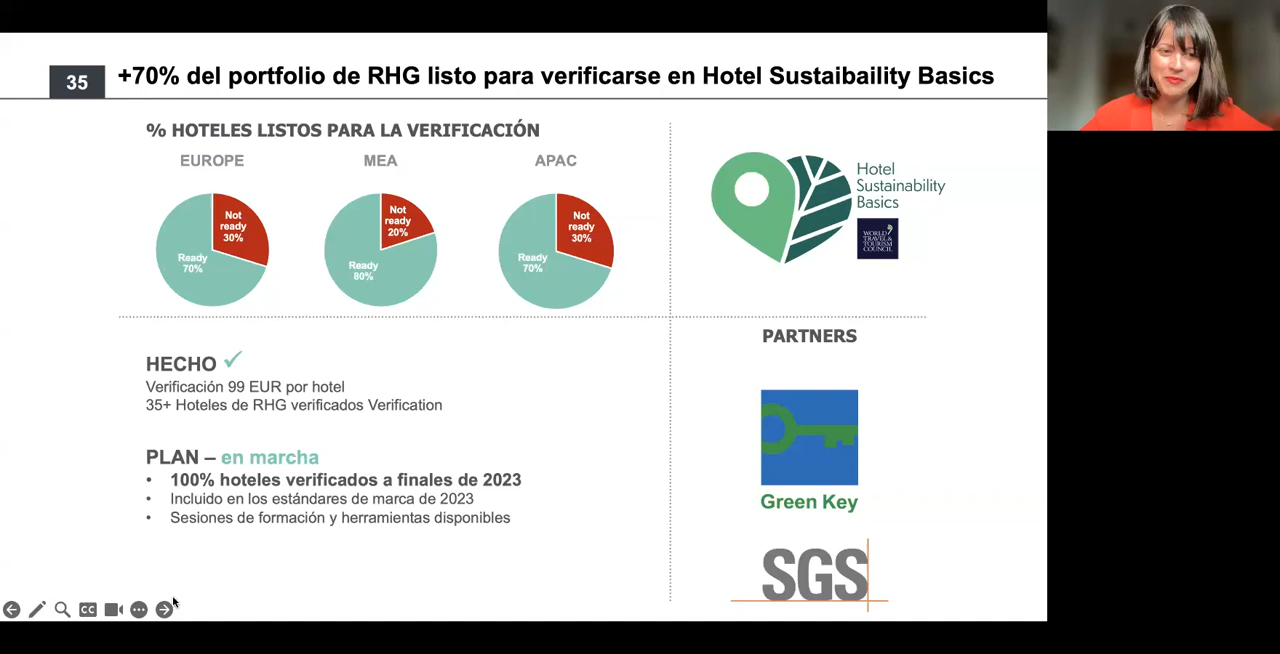 35
+70% del portfolio de RHG listo para verificarse en Hotel Sustaibaility Basics
% HOTELES LISTOS PARA LA VERIFICACIÓN
EUROPE
MEA
APAC
Not
ready
30%
Ready
70%
Not
ready
20%
Ready
80%
Not
ready
30%
Ready
70%
Hotel
Sustainability
Basics
WORLD
TRAVEL &
TOURISM
COUNCIL
HECHO
Verificación 99 EUR por hotel
35+ Hoteles de RHG verificados Verification
PLAN – en marcha
• 100% hoteles verificados a finales de 2023
• Incluido en los estándares de marca de 2023
• Sesiones de formación y herramientas disponibles
PARTNERS
Green Key
SGS
CC